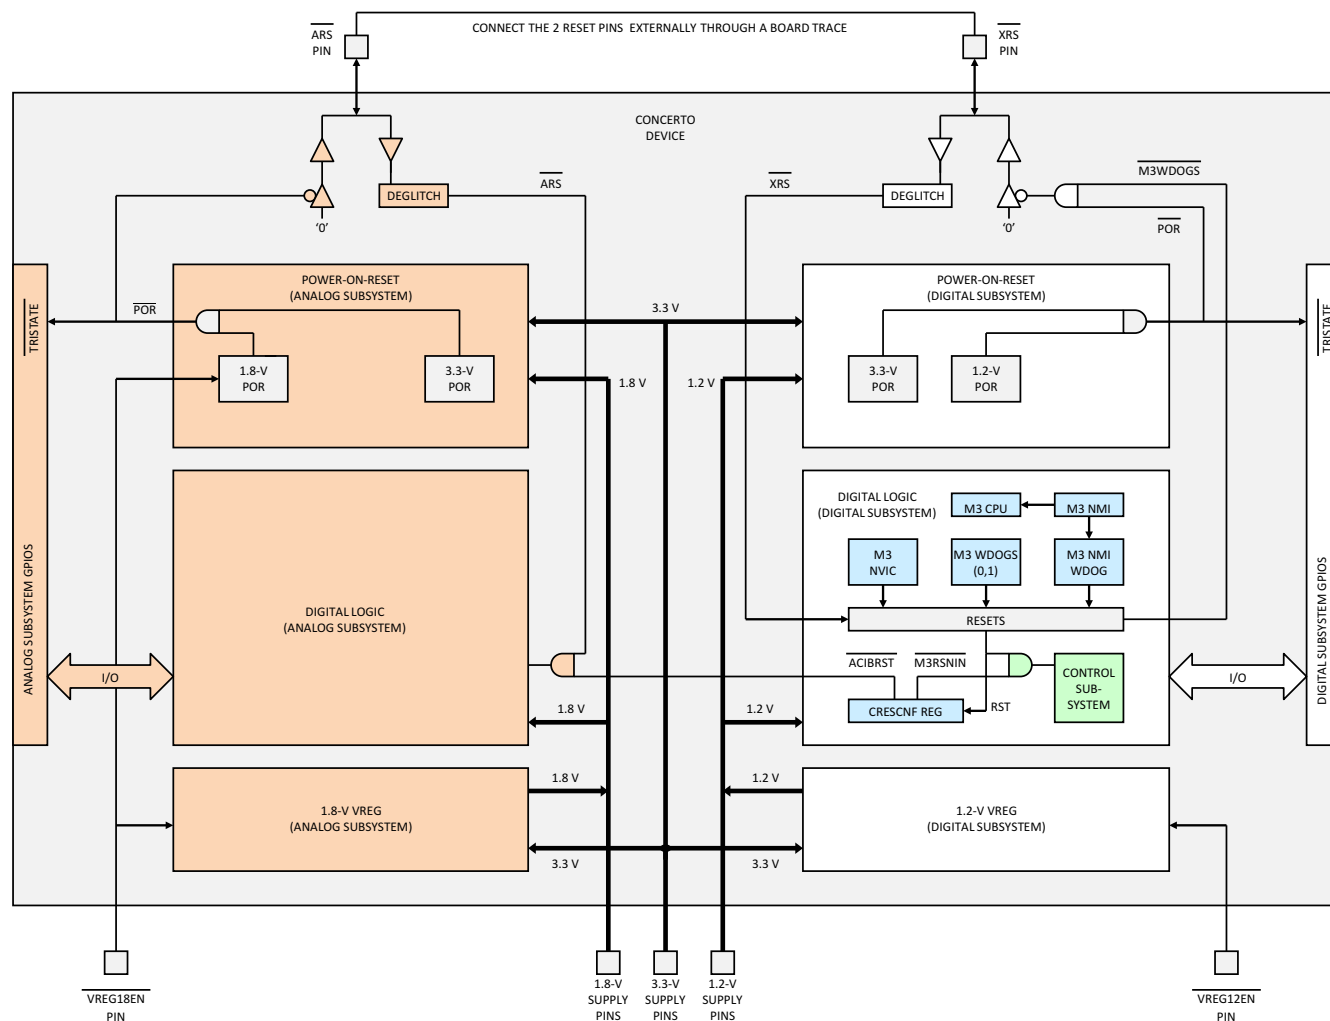 CONNECT THE 2 RESET PINS EXTERNALLY THROUGH A BOARD TRACE
ARS
PIN
XRS
PIN
CONCERTO
DEVICE
M3WDOGS
ARS
XRS
DEGLITCH
DEGLITCH
'0'
'0'
POR
POWER-ON-RESET
(ANALOG SUBSYSTEM)
POWER-ON-RESET
(DIGITAL SUBSYSTEM)
TRISTATE
POR
3.3 V
TRISTATE
1.8-V
POR
3.3-V
POR
1.8 V
1.2 V
3.3-V
POR
1.2-V
POR
ANALOG SUBSYSTEM GPIOS
DIGITAL SUBSYSTEM GPIOS
DIGITAL LOGIC
(DIGITAL SUBSYSTEM)
M3 CPU
M3 NMI
M3
NVIC
M3 WDOGS
(0,1)
M3 NMI
WDOG
DIGITAL LOGIC
(ANALOG SUBSYSTEM)
RESETS
ACIBRST
M3RSNIN
CONTROL
SUB-
SYSTEM
I/O
I/O
CRESCNF REG
RST
1.8 V
1.2 V
1.8 V
1.2 V
1.8-V VREG
(ANALOG SUBSYSTEM)
1.2-V VREG
(DIGITAL SUBSYSTEM)
3.3 V
3.3 V
VREG18EN
PIN
1.8-V
SUPPLY
PINS
3.3-V
SUPPLY
PINS
1.2-V
SUPPLY
PINS
VREG12EN
PIN